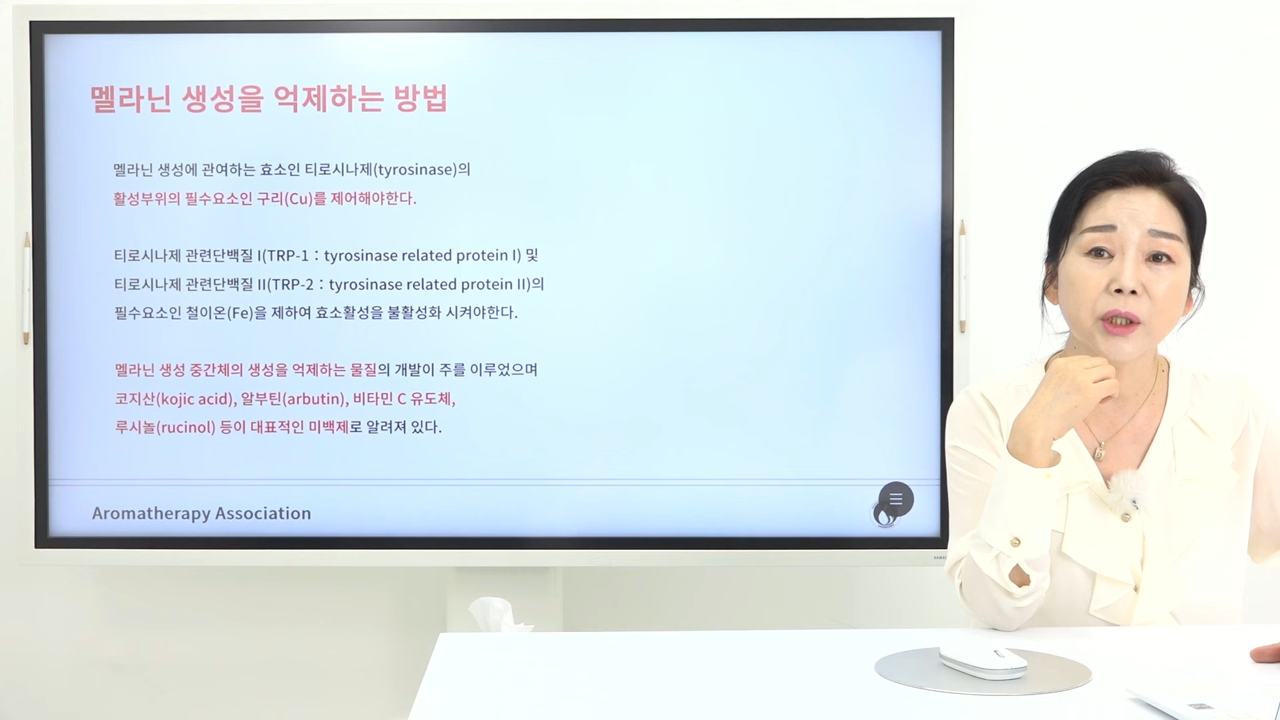 멜라닌 생성을 억제하는 방법
멜라닌 생성에 관여하는 효소인 티로시나제(tyrosinase)의
활성부위의 필수요소인 구리(Cu)를 제어해야한다.
티로시나제 관련단백질 I(TRP-1 : tyrosinase related protein I) 및
티로시나제 관련단백질 II(TRP-2 : tyrosinase related protein II)의
필수요소인 철이온(Fe)을 제하여 효소활성을 불활성화 시켜야한다.
멜라닌 생성 중간체의 생성을 억제하는 물질의 개발이 주를 이루었으며
코지산(kojic acid), 알부틴(arbutin), 비타민 C 유도체,
루시놀(rucinol) 등이 대표적인 미백제로 알려져 있다.
Aromatherapy Association